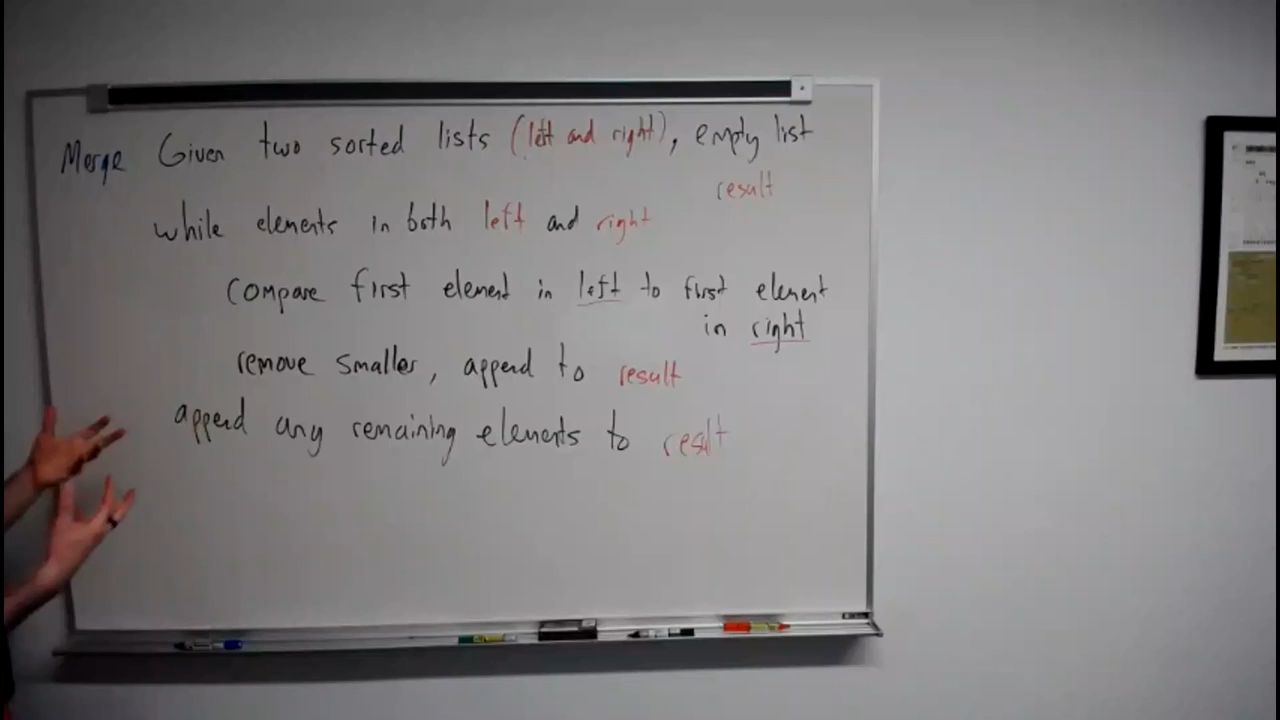 Merge Given two sorted lists (left and right), empty list
result
while elements in both left and right
compare first element in left to first element
in right
remove smaller, append to result
append any remaining elements to result